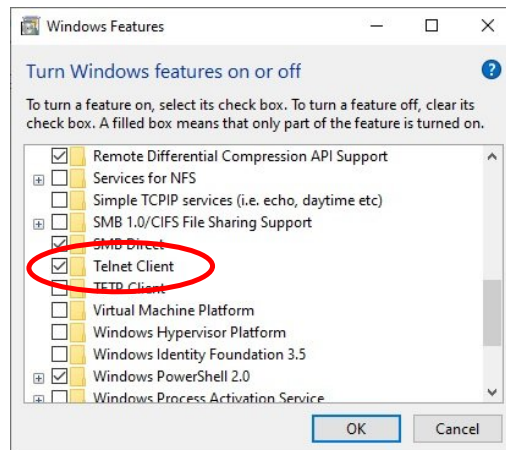 Windows Features
Turn Windows features on or off
To turn a feature on, select its check box. To turn a feature off, clear its
check box. A filled box means that only part of the feature is turned on.
Remote Differential Compression API Support
Services for NFS
Simple TCPIP services (i.e. echo, daytime etc)
SMB 1.0/CIFS File Sharing Support
SMB Direct
Telnet Client
TFTP Client
Virtual Machine Platform
Windows Hypervisor Platform
Windows Identity Foundation 3.5
Windows PowerShell 2.0
Windows Process Activation Service
OK
Cancel